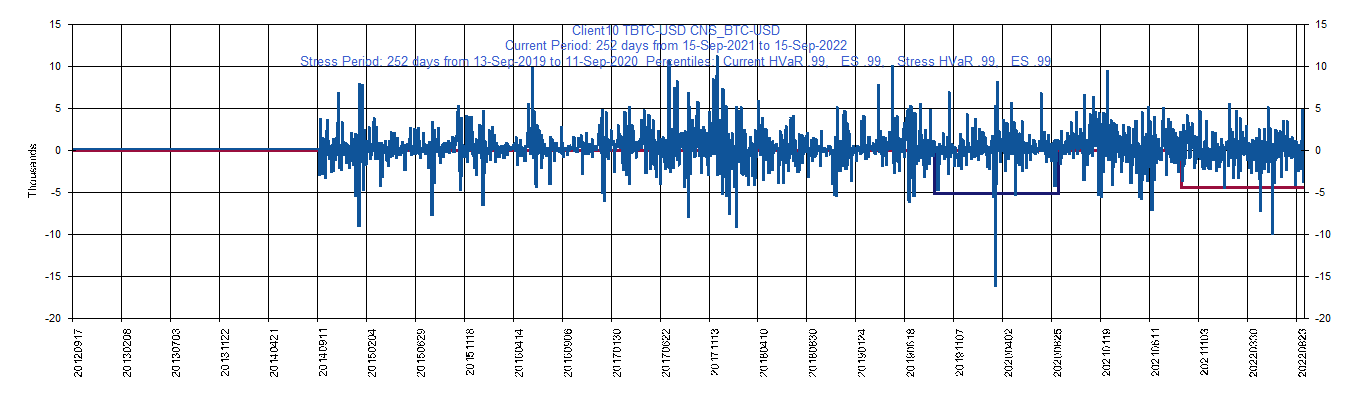 Client10 TBTC-USD CNS_BTC-USD
Current Period: 252 days from 15-Sep-2021 to 15-Sep-2022
Stress Period: 252 days from 13-Sep-2019 to 11-Sep-2020 Percentiles: Current HVaR .99, ES .99, Stress HVaR .99, ES .99
15 15
10 10
5 5
0 0
-5 -5
-10 -10
-15 -15
-20 -20
Thousands
20120917 20130208 20130703 20131122 20140421 20140911 20150204 20150629 20151118 20160414 20160906 20170130 20170622 20171113 20180410 20180830 20190124 20190618 20191107 20200402 20200825 20210119 20210611 20211103 20220330 20220823